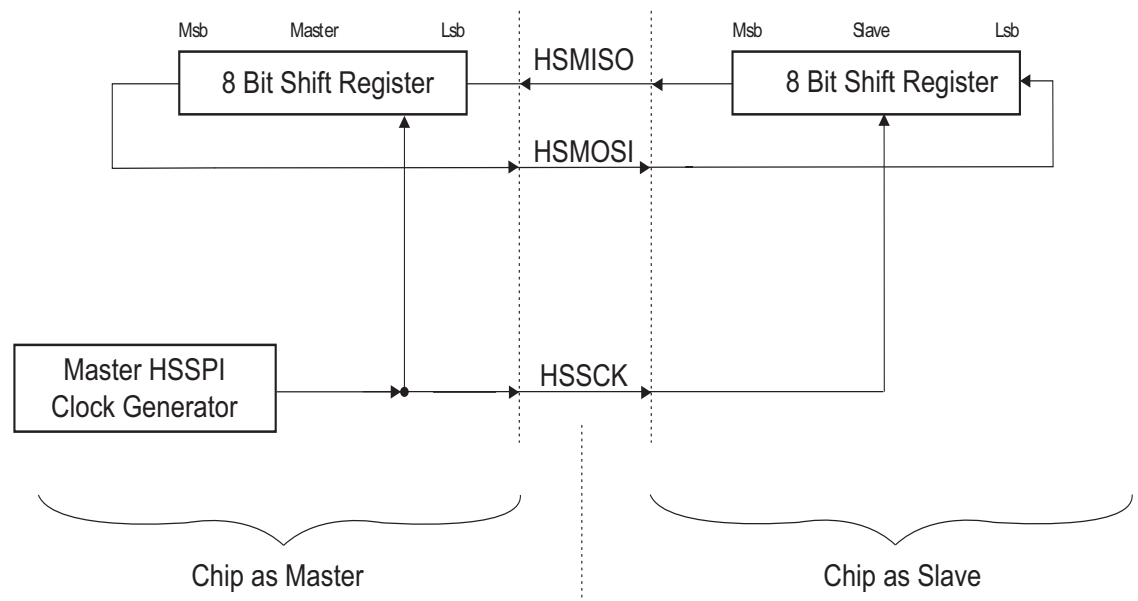 Msb Master Lsb
Msb Slave Lsb
8 Bit Shift Register
HSMISO
8 Bit Shift Register
HSMOSI
Master HSSPI
Clock Generator
HSSCK
Chip as Master
Chip as Slave